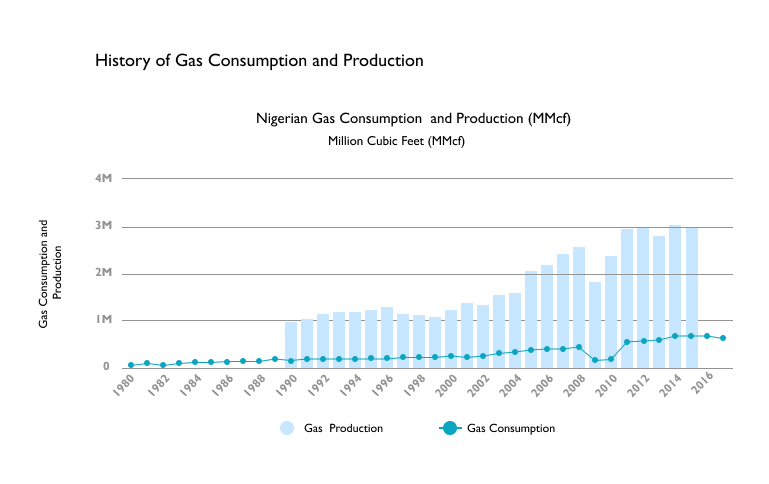 History of Gas Consumption and Production
Nigerian Gas Consumption  and Production (MMcf)
Million Cubic Feet (MMcf)
Gas Consumption and
Production
4M
3M
2M
1M
0
1980 1982 1984 1986 1988 1990 1992 1994 1996 1998 2000 2002 2004 2006 2008 2010 2012 2014 2016
Gas  Production Gas Consumption